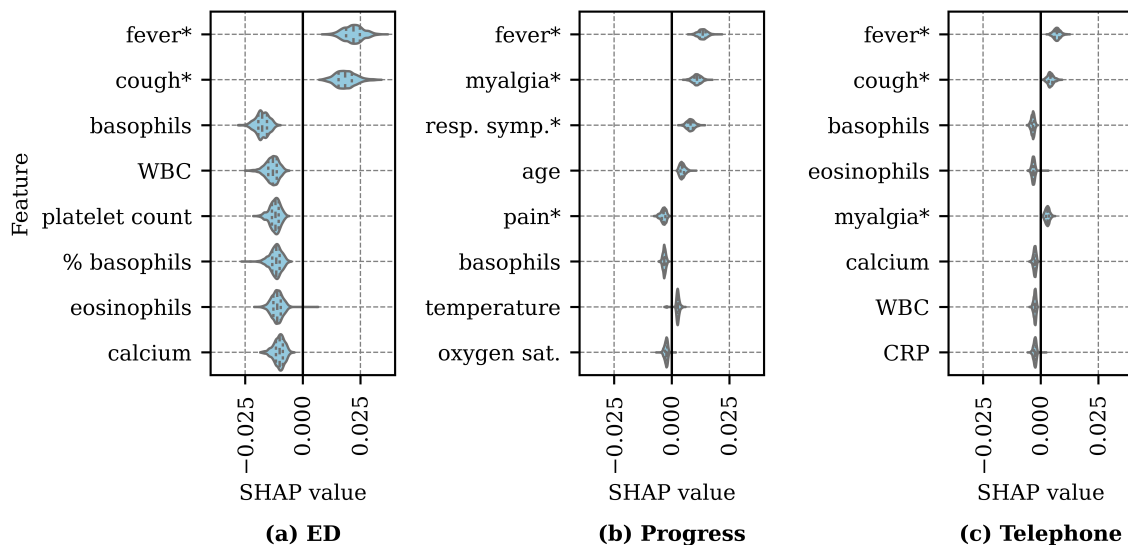 Feature
fever*
cough*
basophils
WBC
platelet count
% basophils
eosinophils
calcium
−0.025
0.000
0.025
SHAP value
(a) ED
fever*
myalgia*
resp. symp.*
age
pain*
basophils
temperature
oxygen sat.
−0.025
0.000
0.025
SHAP value
(b) Progress
fever*
cough*
basophils
eosinophils
myalgia*
calcium
WBC
CRP
−0.025
0.000
0.025
SHAP value
(c) Telephone